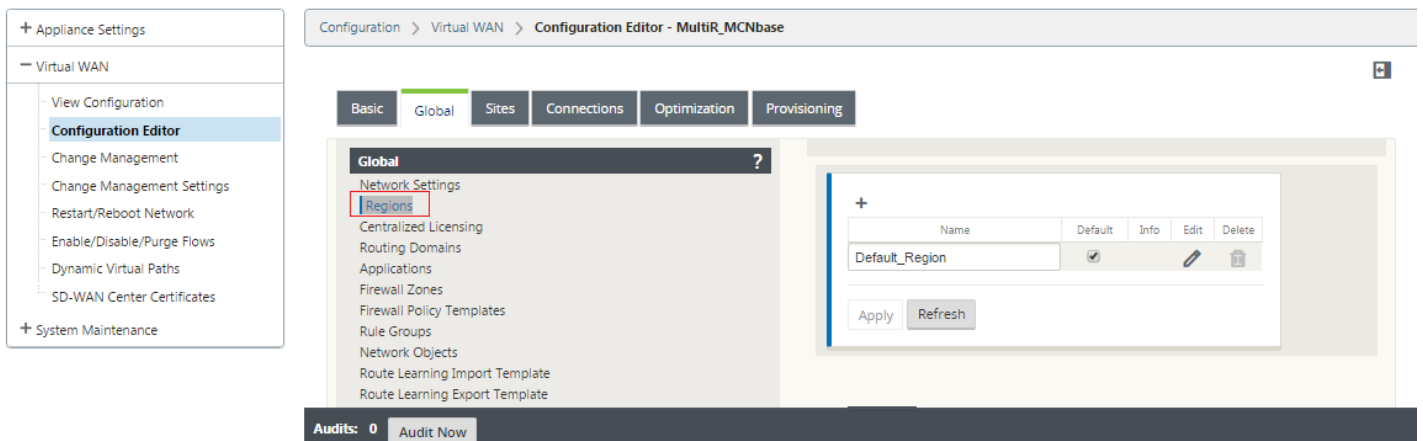 + Appliance Settings
− Virtual WAN
View Configuration
Configuration Editor
Change Management
Change Management Settings
Restart/Reboot Network
Enable/Disable/Purge Flows
Dynamic Virtual Paths
SD-WAN Center Certificates
+ System Maintenance
Configuration > Virtual WAN > Configuration Editor - MultiR_MCNbase
Basic Global Sites Connections Optimization Provisioning
Global ?
Network Settings
Regions
Centralized Licensing
Routing Domains
Applications
Firewall Zones
Firewall Policy Templates
Rule Groups
Network Objects
Route Learning Import Template
Route Learning Export Template
+
Name Default Info Edit Delete
Default_Region
Apply Refresh
Audits: 0 Audit Now